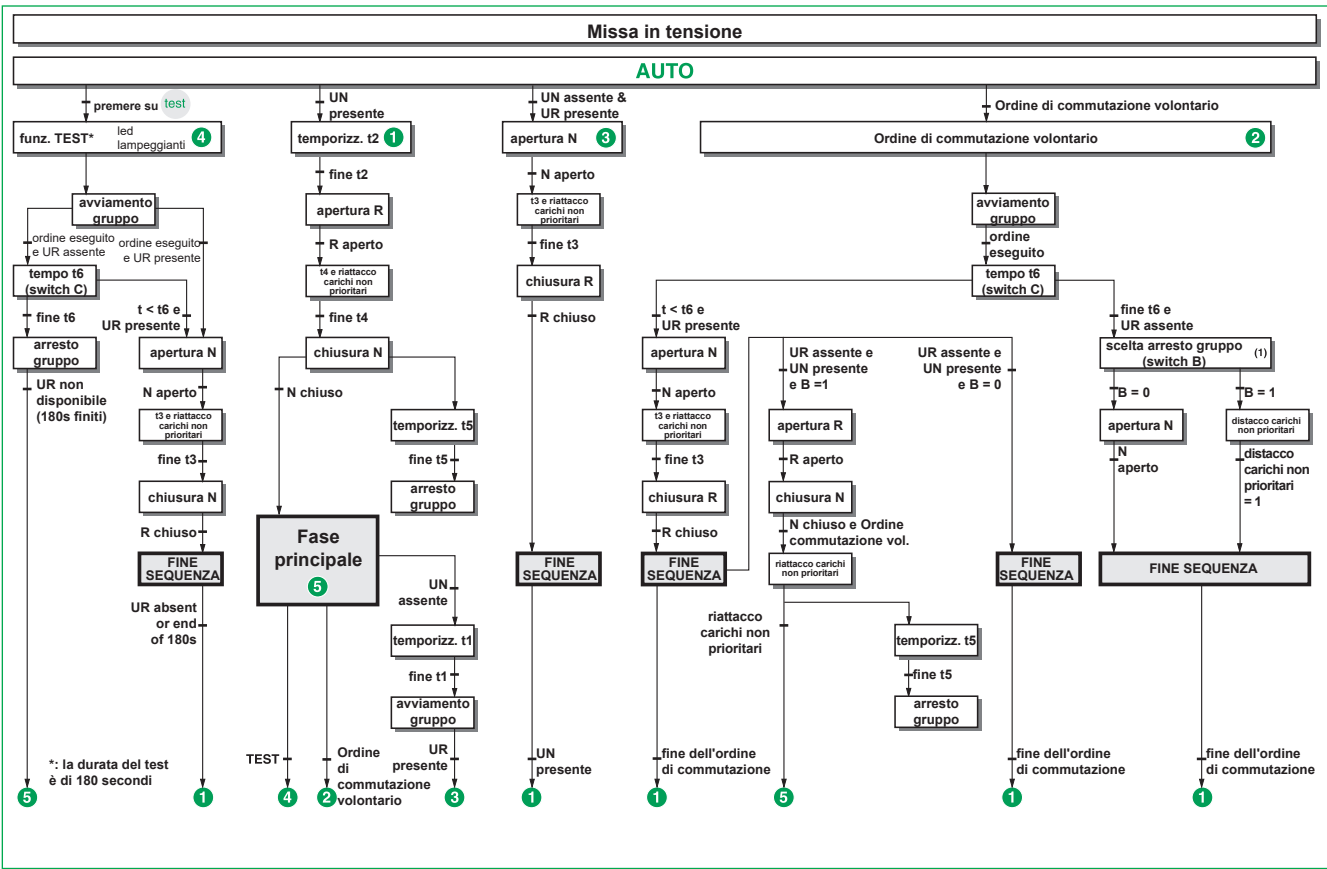 Missa in tensione
AUTO
premere su test
funz. TEST*
led
lampeggianti
4
avviamento
gruppo
ordine eseguito
e UR assente
ordine eseguito
e UR presente
tempo t6
(switch C)
fine t6
t < t6 e
UR presente
arresto
gruppo
apertura N
UR non
disponibile
(180s finiti)
N aperto
t3 e riattacco
carichi non
prioritari
fine t3
chiusura N
R chiuso
FINE
SEQUENZA
UR absent
or end
of 180s
*: la durata del test
è di 180 secondi
5
1
UN
presente
temporizz. t2
1
fine t2
apertura R
R aperto
t4 e riattacco
carichi non
prioritari
fine t4
chiusura N
N chiuso
temporizz. t5
fine t5
arresto
gruppo
Fase
principale
5
UN
assente
temporizz. t1
fine t1
avviamento
gruppo
TEST
Ordine
di
commutazione
volontario
UR
presente
4
2
3
UN assente &
UR presente
apertura N
3
N aperto
t3 e riattacco
carichi non
prioritari
fine t3
chiusura R
R chiuso
FINE
SEQUENZA
UN
presente
1
Ordine di commutazione volontario
Ordine di commutazione volontario
2
avviamento
gruppo
ordine
eseguito
tempo t6
(switch C)
t < t6 e
UR presente
apertura N
N aperto
t3 e riattacco
carichi non
prioritari
fine t3
chiusura R
R chiuso
FINE
SEQUENZA
fine dell'ordine
di commutazione
1
UR assente e
UN presente
e B =1
apertura R
R aperto
chiusura N
N chiuso e Ordine
commutazione vol.
riattacco carichi
non prioritari
riattacco
carichi non
prioritari
temporizz. t5
fine t5
arresto
gruppo
5
UR assente e
UN presente
e B = 0
FINE
SEQUENZA
fine dell'ordine
di commutazione
1
fine t6 e
UR assente
scelta arresto gruppo
(switch B)
(1)
B = 0
B = 1
apertura N
distacco carichi
non prioritari
N
aperto
distacco
carichi non
prioritari
= 1
FINE SEQUENZA
fine dell'ordine
di commutazione
1